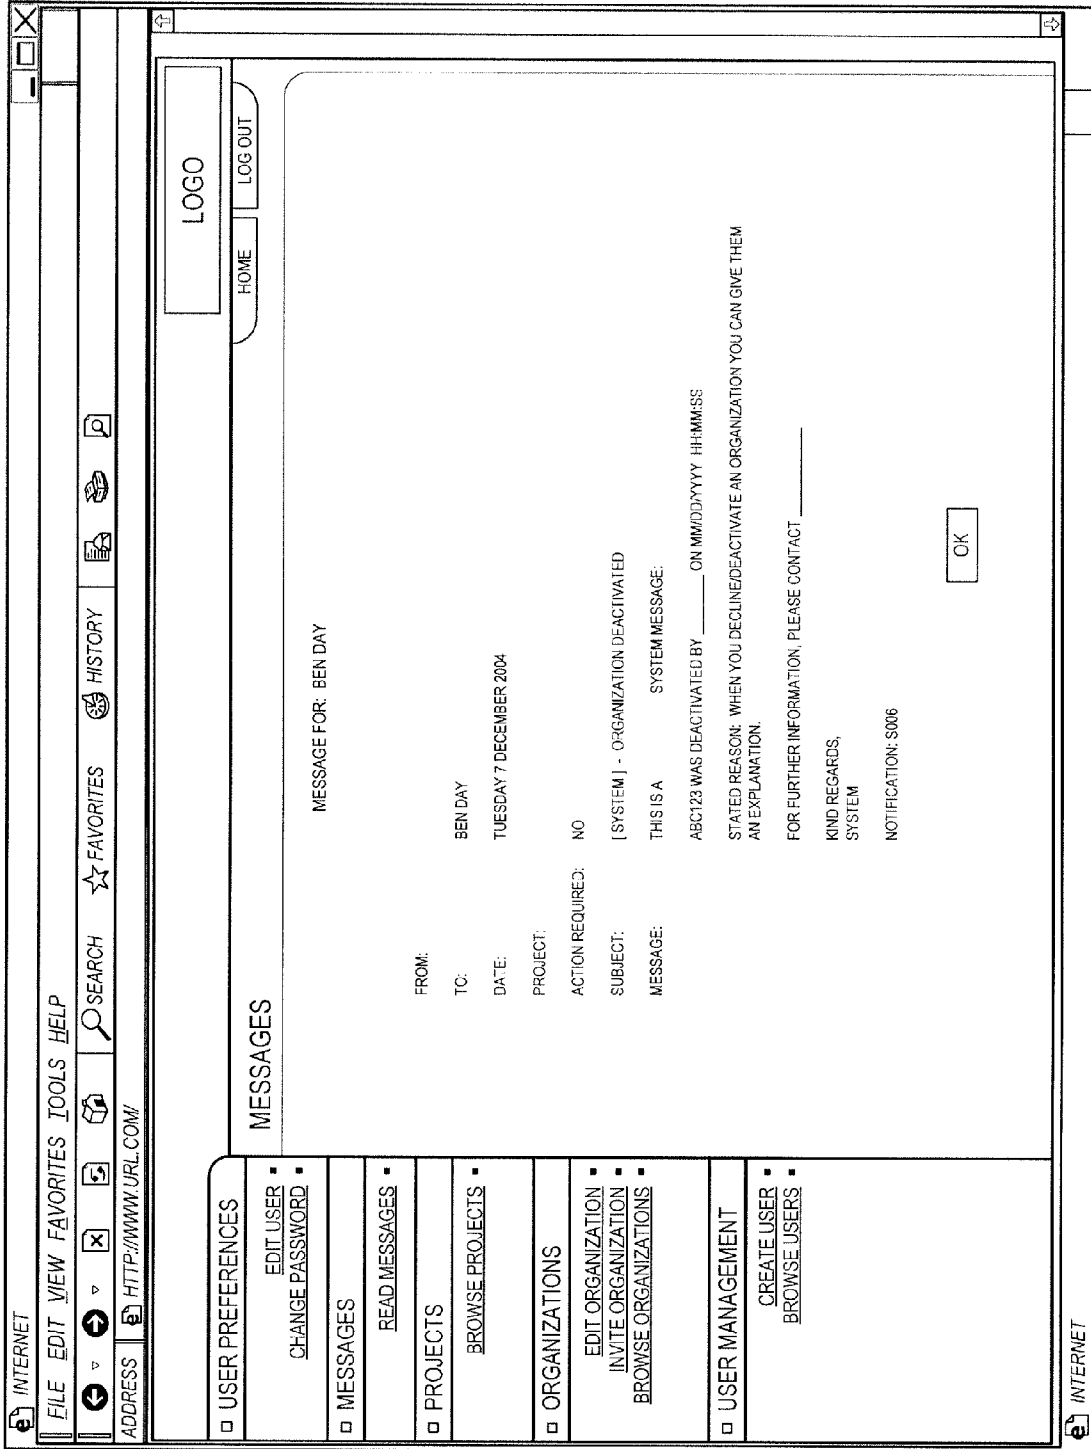 INTERNET
FILE EDIT VIEW FAVORITES TOOLS HELP
SEARCH FAVORITES HISTORY
ADDRESS HTTP://WWW.URL.COM/
LOGO
HOME LOG OUT
USER PREFERENCES
EDIT USER
CHANGE PASSWORD
MESSAGES
READ MESSAGES
PROJECTS
BROWSE PROJECTS
ORGANIZATIONS
EDIT ORGANIZATION
INVITE ORGANIZATION
BROWSE ORGANIZATIONS
USER MANAGEMENT
CREATE USER
BROWSE USERS
MESSAGES
MESSAGE FOR: BEN DAY
FROM:
TO: BEN DAY
DATE: TUESDAY 7 DECEMBER 2004
PROJECT:
ACTION REQUIRED: NO
SUBJECT: [SYSTEM] - ORGANIZATION DEACTIVATED
MESSAGE: THIS IS A SYSTEM MESSAGE:
ABC123 WAS DEACTIVATED BY ______ ON MM/DD/YYYY HH:MM:SS
STATED REASON: WHEN YOU DECLINE/DEACTIVATE AN ORGANIZATION YOU CAN GIVE THEM
AN EXPLANATION.
FOR FURTHER INFORMATION, PLEASE CONTACT ________
KIND REGARDS,
SYSTEM
NOTIFICATION: S006
OK
INTERNET